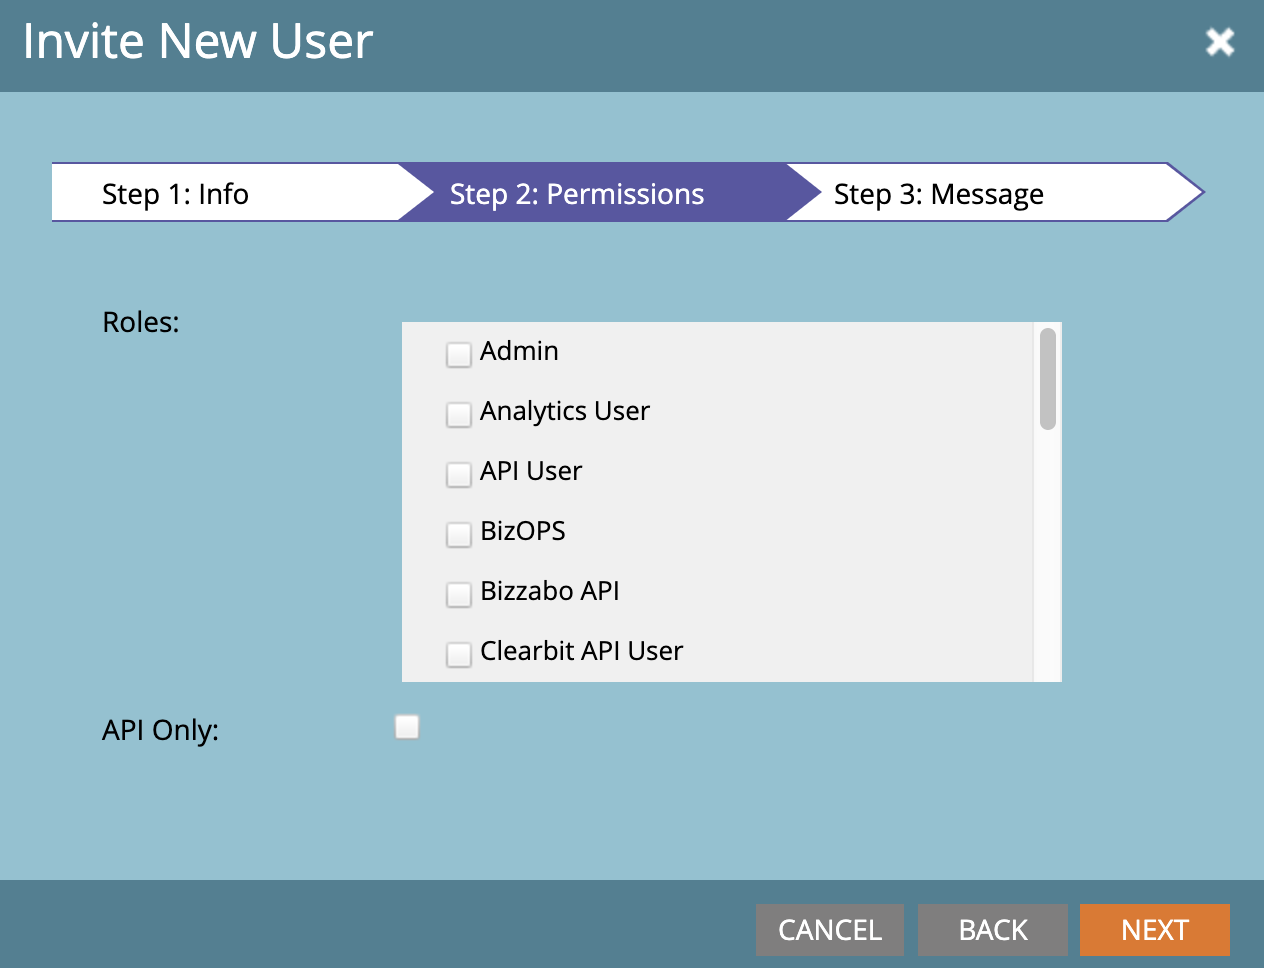 Invite New User
Step 1: Info
Step 2: Permissions
Step 3: Message
Roles:
Admin
Analytics User
API User
BizOPS
Bizzabo API
Clearbit API User
API Only:
CANCEL
BACK
NEXT